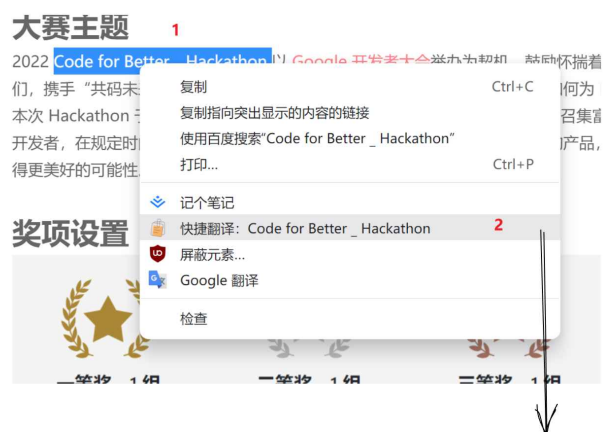 大赛主题
1
2022 Code for Better _ Hackathon 以 Google 开发者大会举办为契机，鼓励怀揣着
们，携手“共码未
本次 Hackathon
召集富
开发者，在规定时
的产品，
得更美好的可能性
复制 Ctrl+C
复制指向突出显示的内容的链接
使用百度搜索“Code for Better _ Hackathon”
打印... Ctrl+P
记个笔记
快捷翻译：Code for Better _ Hackathon 2
屏蔽元素...
Google 翻译
检查
奖项设置
一等奖 1组
二等奖 1组
三等奖 1组